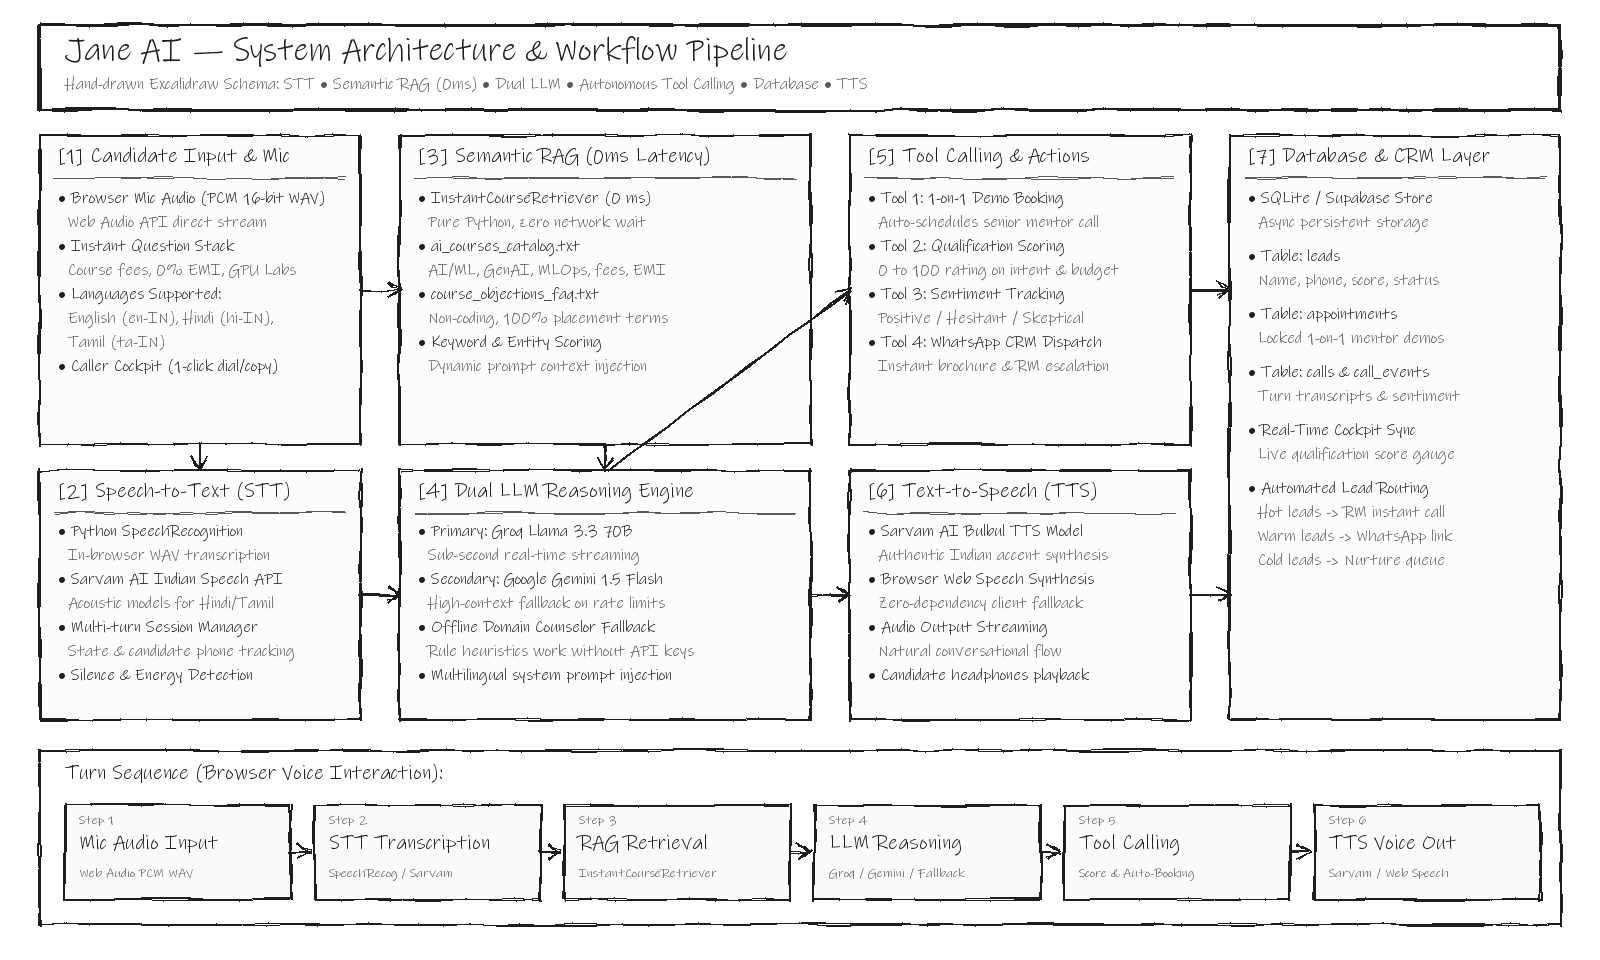 Jane AI — System Architecture & Workflow Pipeline
Hand-drawn Excalidraw Schema: STT • Semantic RAG (0ms) • Dual LLM • Autonomous Tool Calling • Database • TTS
[1] Candidate Input & Mic
• Browser Mic Audio (PCM 16-bit WAV)
Web Audio API direct stream
• Instant Question Stack
Course fees, 0% EMI, GPU Labs
• Languages Supported:
English (en-IN), Hindi (hi-IN),
Tamil (ta-IN)
• Caller Cockpit (1-click dial/copy)
[2] Speech-to-Text (STT)
• Python SpeechRecognition
In-browser WAV transcription
• Sarvam AI Indian Speech API
Acoustic models for Hindi/Tamil
• Multi-turn Session Manager
State & candidate phone tracking
• Silence & Energy Detection
[3] Semantic RAG (0ms Latency)
• InstantCourseRetriever (0 ms)
Pure Python, zero network wait
• ai_courses_catalog.txt
AI/ML, GenAI, MLOps, fees, EMI
• course_objections_faq.txt
Non-coding, 100% placement terms
• Keyword & Entity Scoring
Dynamic prompt context injection
[4] Dual LLM Reasoning Engine
• Primary: Groq Llama 3.3 70B
Sub-second real-time streaming
• Secondary: Google Gemini 1.5 Flash
High-context fallback on rate limits
• Offline Domain Counselor Fallback
Rule heuristics work without API keys
• Multilingual system prompt injection
[5] Tool Calling & Actions
• Tool 1: 1-on-1 Demo Booking
Auto-schedules senior mentor call
• Tool 2: Qualification Scoring
0 to 100 rating on intent & budget
• Tool 3: Sentiment Tracking
Positive / Hesitant / Skeptical
• Tool 4: WhatsApp CRM Dispatch
Instant brochure & RM escalation
[6] Text-to-Speech (TTS)
• Sarvam AI Bulbul TTS Model
Authentic Indian accent synthesis
• Browser Web Speech Synthesis
Zero-dependency client fallback
• Audio Output Streaming
Natural conversational flow
• Candidate headphones playback
[7] Database & CRM Layer
• SQLite / Supabase Store
Async persistent storage
• Table: leads
Name, phone, score, status
• Table: appointments
Locked 1-on-1 mentor demos
• Table: calls & call_events
Turn transcripts & sentiment
• Real-Time Cockpit Sync
Live qualification score gauge
• Automated Lead Routing
Hot leads -> RM instant call
Warm leads -> WhatsApp link
Cold leads -> Nurture queue
Turn Sequence (Browser Voice Interaction):
Step 1
Mic Audio Input
Web Audio PCM WAV
Step 2
STT Transcription
SpeechRecog / Sarvam
Step 3
RAG Retrieval
InstantCourseRetriever
Step 4
LLM Reasoning
Groq / Gemini / Fallback
Step 5
Tool Calling
Score & Auto-Booking
Step 6
TTS Voice Out
Sarvam / Web Speech